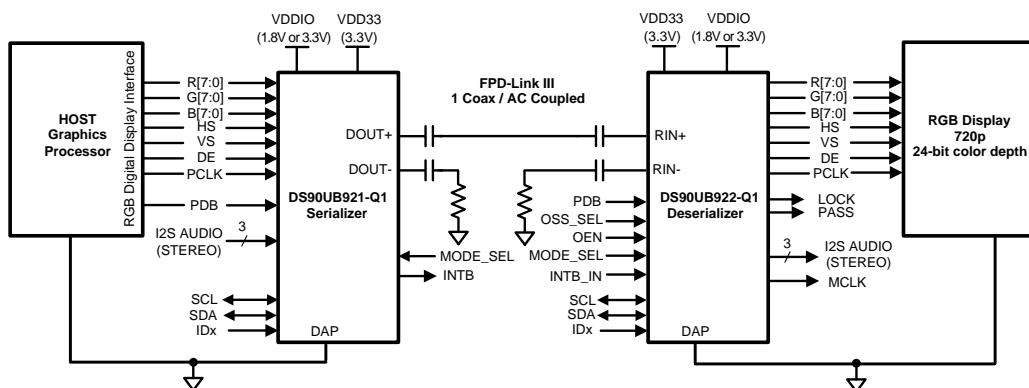 VDDIO
(1.8V or 3.3V)
VDD33
(3.3V)
VDD33
(3.3V)
VDDIO
(1.8V or 3.3V)
HOST
Graphics
Processor
RGB Digital Display Interface
R[7:0]
G[7:0]
B[7:0]
HS
VS
DE
PCLK
PDB
I2S AUDIO
(STEREO)
3
SCL
SDA
IDx
DOUT+
DOUT-
DS90UB921-Q1
Serializer
MODE_SEL
INTB
DAP
FPD-Link III
1 Coax / AC Coupled
RIN+
RIN-
DS90UB922-Q1
Deserializer
PDB
OSS_SEL
OEN
MODE_SEL
INTB_IN
SCL
SDA
IDx
DAP
R[7:0]
G[7:0]
B[7:0]
HS
VS
DE
PCLK
LOCK
PASS
3
I2S AUDIO
(STEREO)
MCLK
RGB Display
720p
24-bit color depth